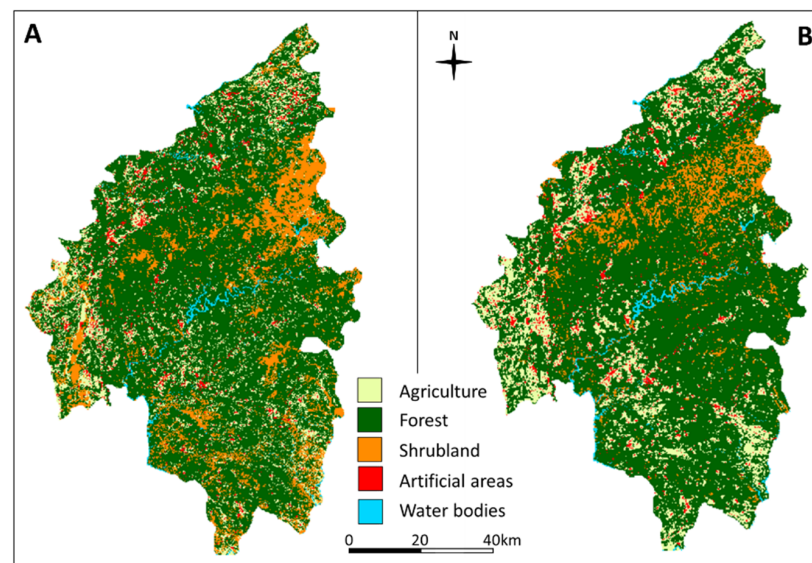 A
N
B
Agriculture
Forest
Shrubland
Artificial areas
Water bodies
0 20 40km